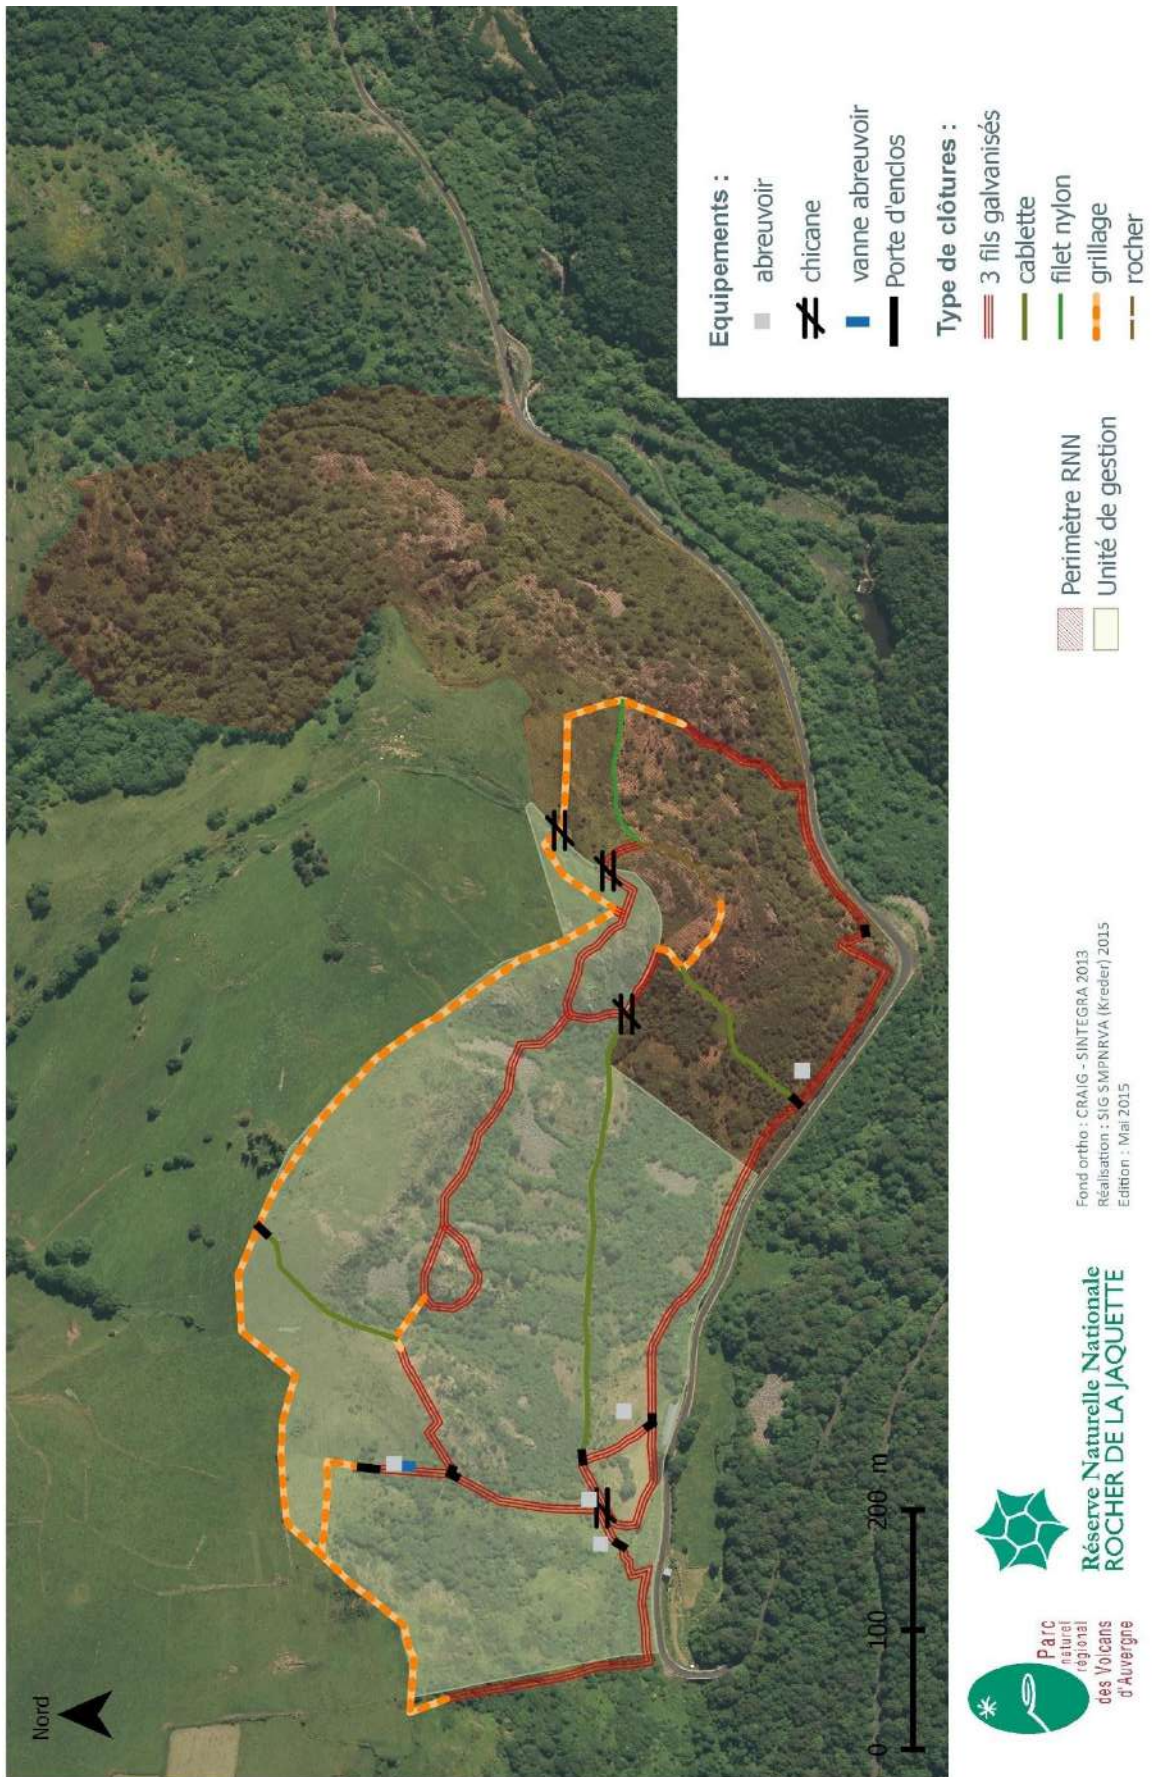 Nord
0 100 200 m
Equipements :
abreuvoir
chicane
vanne abreuvoir
Porte d'enclos
Type de clôtures :
3 fils galvanisés
cablette
filet nylon
grillage
rocher
Perimètre RNN
Unité de gestion
Fond ortho : CRAIG - SINTEGRA 2013
Réalisation : SIG SMPNRVA (Kreder) 2015
Edition : Mai 2015
Réserve Naturelle Nationale
ROCHER DE LA JAQUETTE
Parc
naturel
régional
des Volcans
d'Auvergne